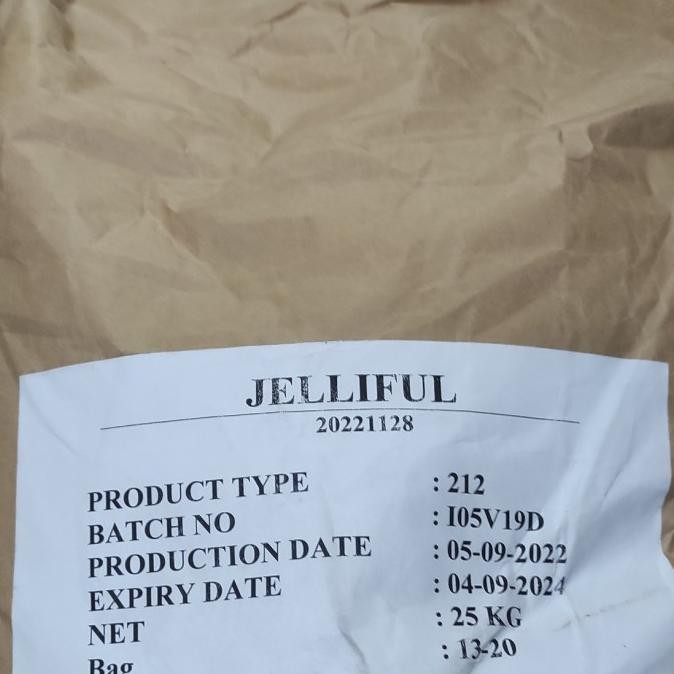 JELLIFUL
20221128
PRODUCT TYPE : 212
BATCH NO : I05V19D
PRODUCTION DATE : 05-09-2022
EXPIRY DATE : 04-09-2024
NET : 25 KG
Bag : 13-20